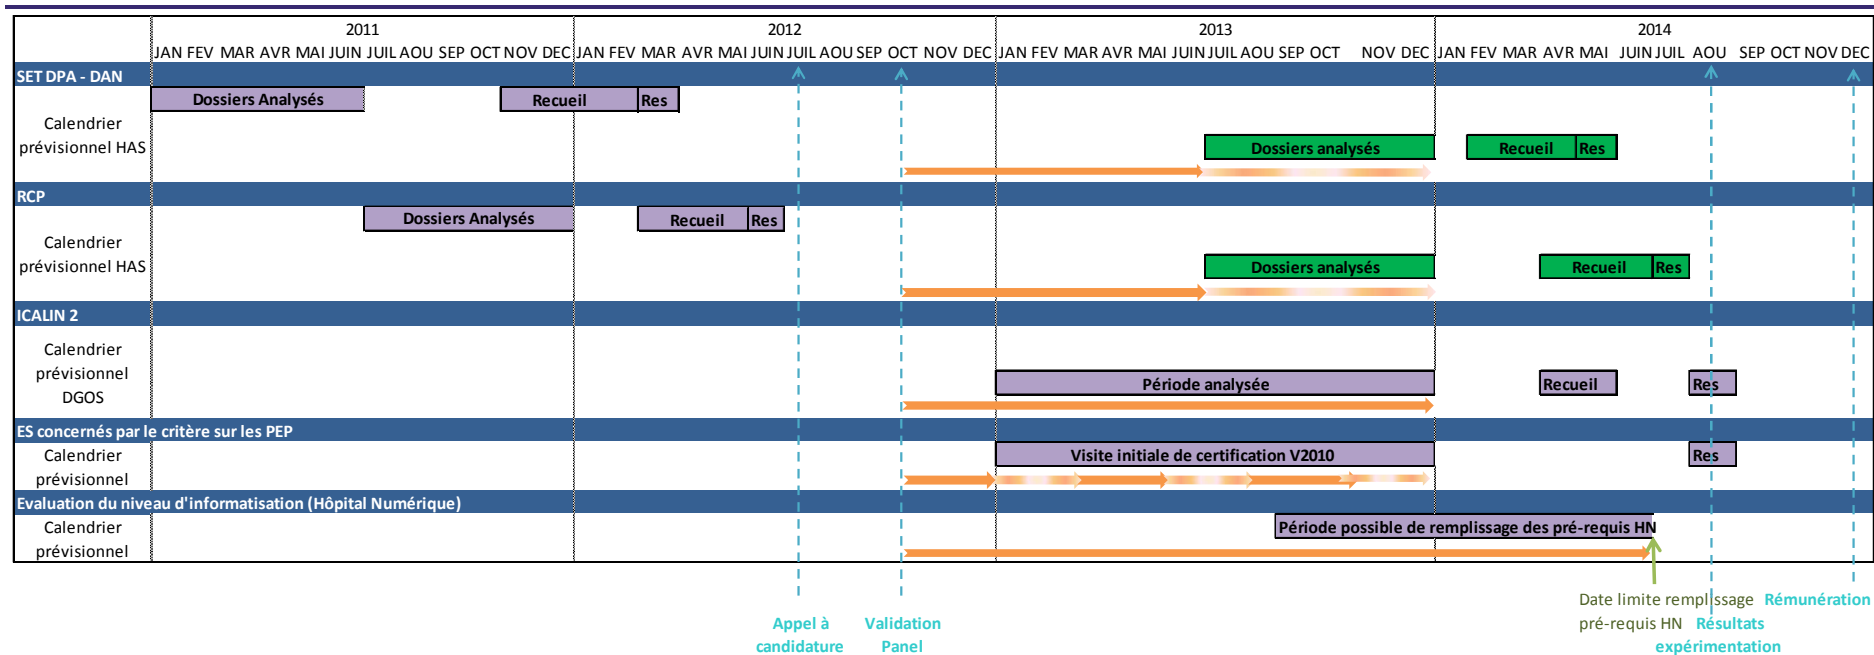 2011 2012 2013 2014
JAN FEV MAR AVR MAI JUIN JUIL AOU SEP OCT NOV DEC JAN FEV MAR AVR MAI JUIN JUIL AOU SEP OCT NOV DEC JAN FEV MAR AVR MAI JUIN JUIL AOU SEP OCT NOV DEC JAN FEV MAR AVR MAI JUIN JUIL AOU SEP OCT NOV DEC
SET DPA - DAN
Dossiers Analysés Recueil Res
Calendrier
prévisionnel HAS
Dossiers analysés Recueil Res
RCP
Dossiers Analysés Recueil Res
Calendrier
prévisionnel HAS
Dossiers analysés Recueil Res
ICALIN 2
Calendrier
prévisionnel
DGOS
Période analysée Recueil Res
ES concernés par le critère sur les PEP
Calendrier
prévisionnel
Visite initiale de certification V2010 Res
Evaluation du niveau d'informatisation (Hôpital Numérique)
Calendrier
prévisionnel
Période possible de remplissage des pré-requis HN
Appel à
candidature
Validation
Panel
Date limite remplissage
pré-requis HN
Résultats
expérimentation
Rémunération